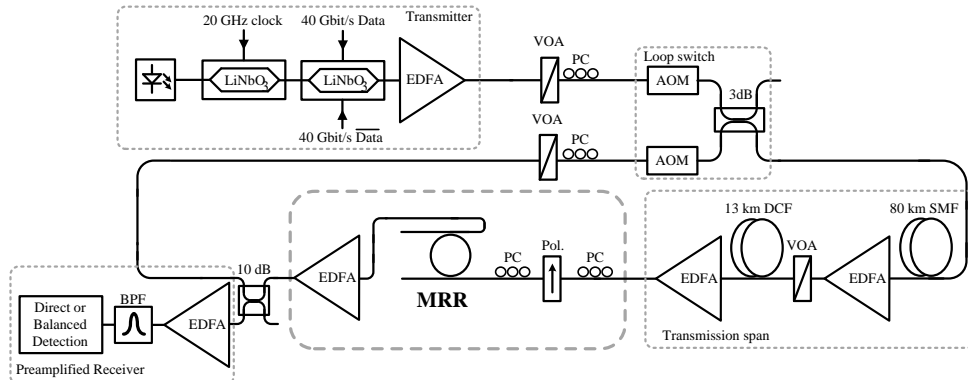 Transmitter
20 GHz clock
40 Gbit/s Data
LiNbO3
LiNbO3
EDFA
40 Gbit/s Data
VOA
PC
Loop switch
AOM
3dB
VOA
PC
AOM
13 km DCF
80 km SMF
VOA
EDFA
EDFA
Transmission span
PC
Pol.
PC
MRR
EDFA
10 dB
EDFA
BPF
Direct or
Balanced
Detection
Preamplified Receiver